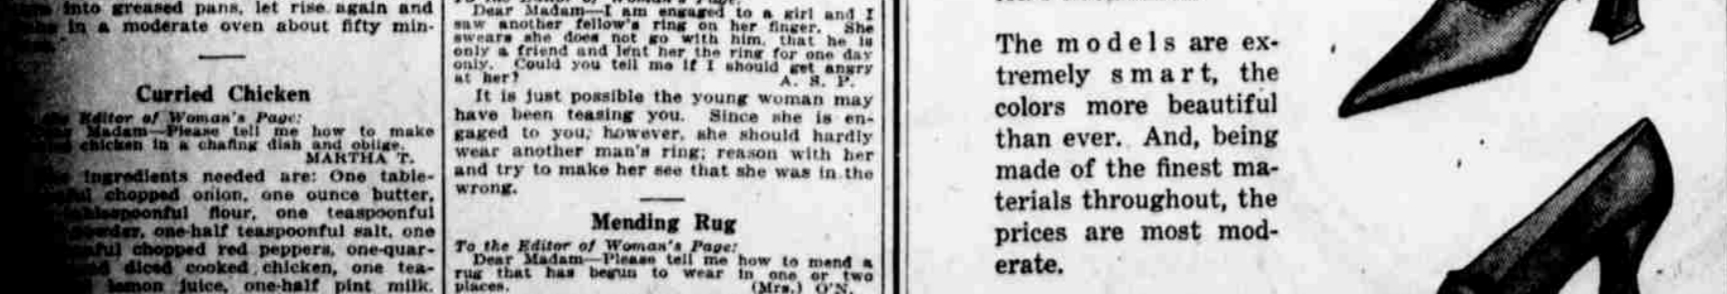 into greased pans, let rise again and
in a moderate oven about fifty min-
Curried Chicken
Editor of Woman's Page:
Madam—Please tell me how to make
chicken in a chafing dish and oblige.
MARTHA T.
ingredients needed are: One table-
chopped onion, one ounce butter,
flour, one teaspoonful
one-half teaspoonful salt, one
chopped red peppers, one-quar-
diced cooked chicken, one tea-
lemon juice, one-half pint milk.
Dear Madam—I am engaged to a girl and I
saw another fellow's ring on her finger. She
swears she does not go with him, that he is
only a friend and lent her the ring for one day
only. Could you tell me if I should get angry
at her?
A. S. P.
It is just possible the young woman may
have been teasing you. Since she is en-
gaged to you, however, she should hardly
wear another man's ring; reason with her
and try to make her see that she was in the
wrong.
Mending Rug
To the Editor of Woman's Page:
Dear Madam—Please tell me how to mend a
rug that has begun to wear in one or two
places.
(Mrs.) O'N.
The models are ex-
tremely smart, the
colors more beautiful
than ever. And, being
made of the finest ma-
terials throughout, the
prices are most mod-
erate.